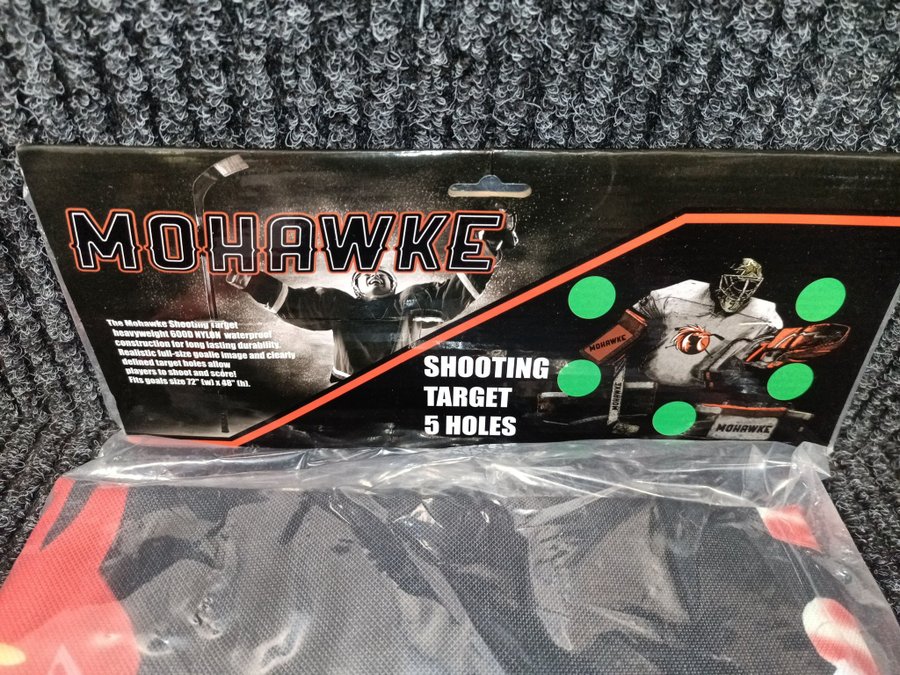 MOHAWKE
The Mohawke Shooting Target
heavyweight 600D NYLON waterproof
construction for long lasting durability.
Realistic full-size goalie image and clearly
defined target holes allow
players to shoot and score!
Fits goals size 72" (w) x 48" (h).
SHOOTING
TARGET
5 HOLES
MOHAWKE
MOHAWKE